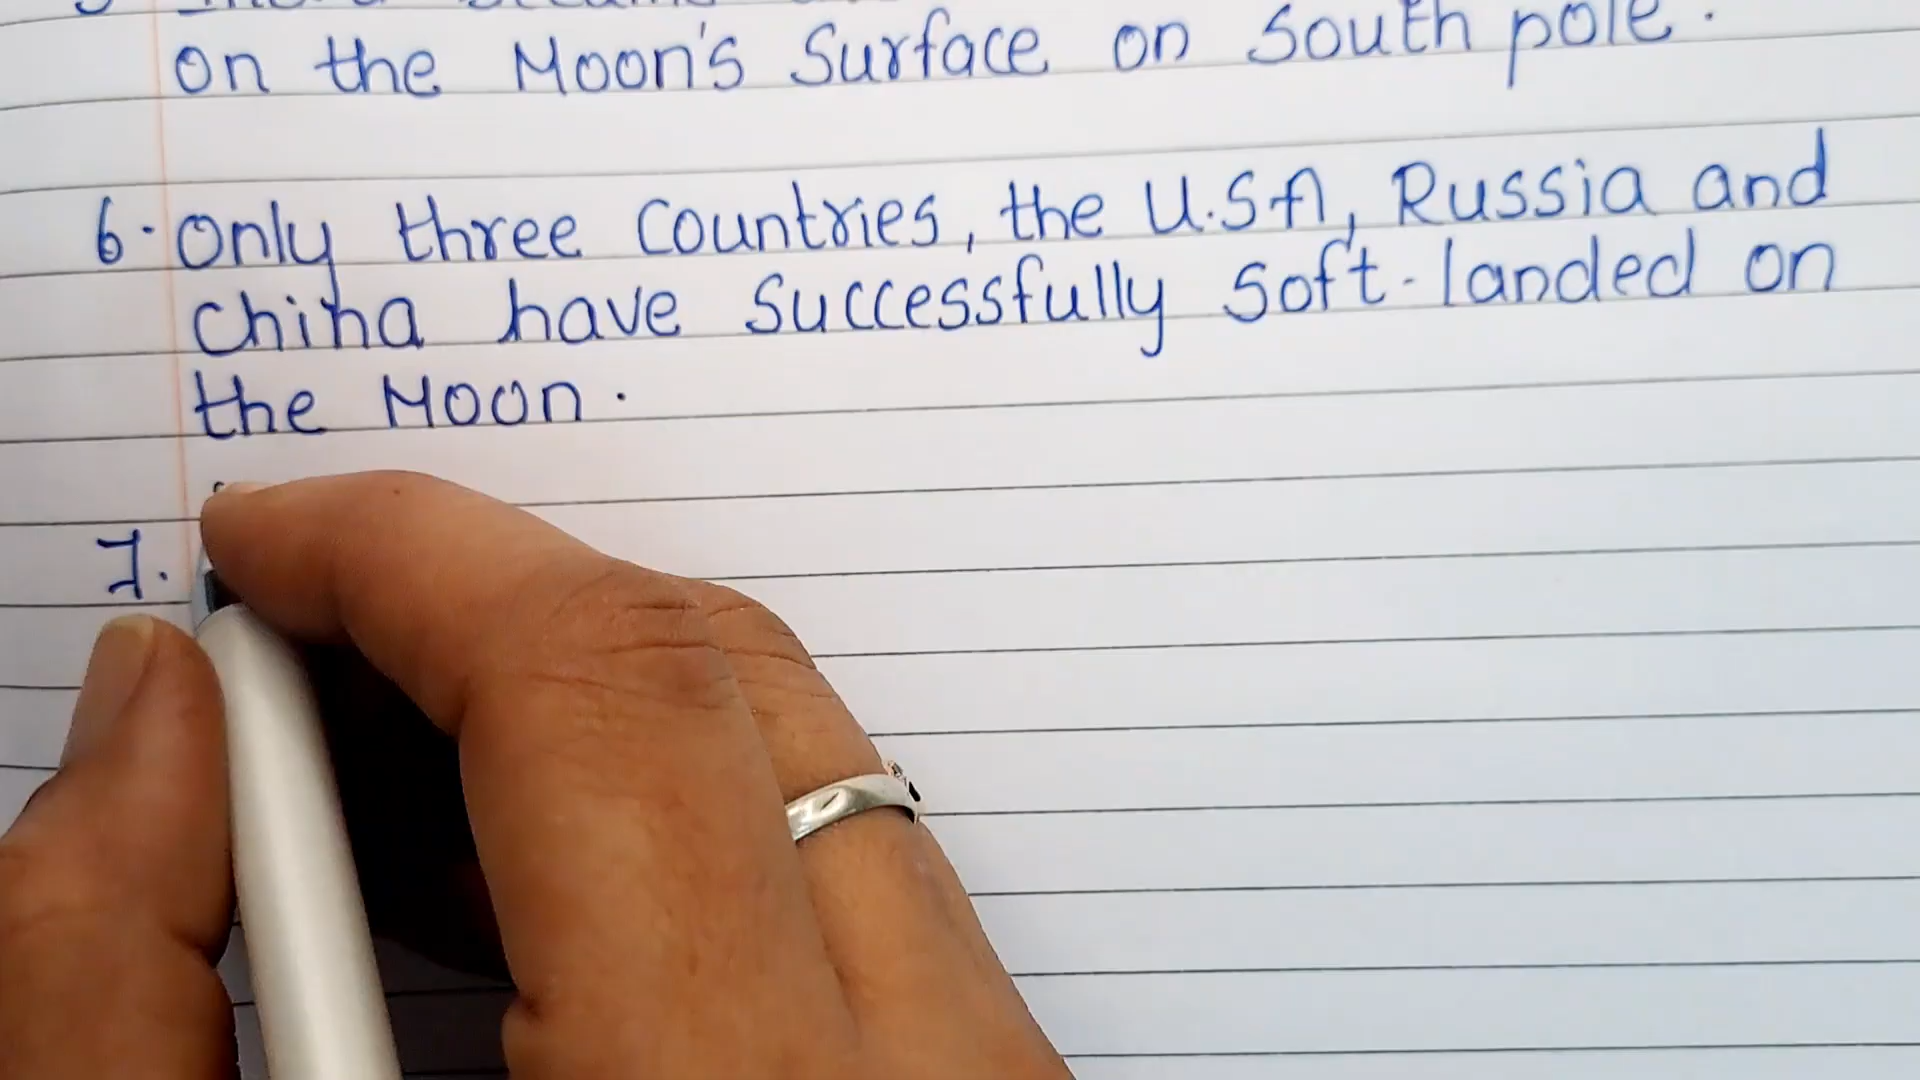 on the Moon's Surface on South pole.
6. Only three Countries, the U.SA, Russia and
China have Successfully Soft-landed on
the Moon.
7.